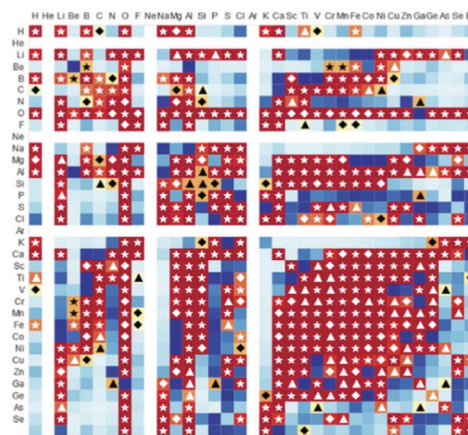 H He Li Be B C N O F Ne Na Mg Al Si P S Cl Ar K Ca Sc Ti V Cr Mn Fe Co Ni Cu Zn Ga Ge As Se
H
He
Li
Be
B
C
N
O
F
Ne
Na
Mg
Al
Si
P
S
Cl
Ar
K
Ca
Sc
Ti
V
Cr
Mn
Fe
Co
Ni
Cu
Zn
Ga
Ge
As
Se